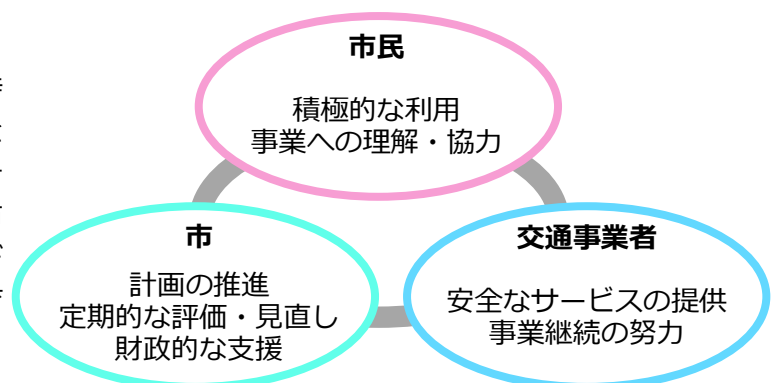 市民
積極的な利用
事業への理解・協力
市
計画の推進
定期的な評価・見直し
財政的な支援
交通事業者
安全なサービスの提供
事業継続の努力